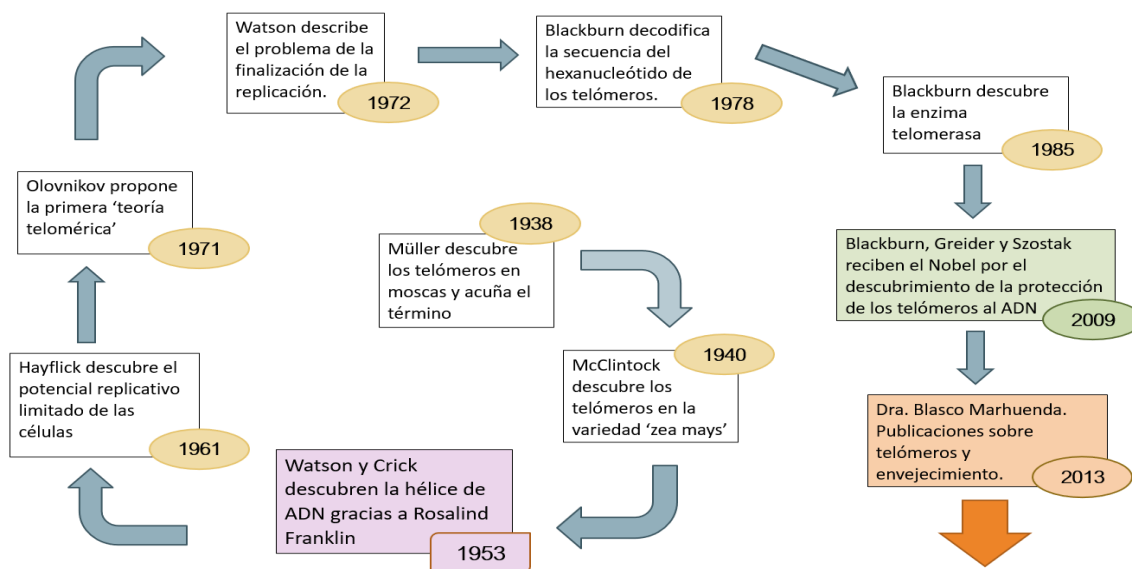 1938
Müller descubre
los telómeros en
moscas y acuña el
término
1940
McClintock
descubre los
telómeros en la
variedad ‘zea mays’
Watson y Crick
descubren la hélice de
ADN gracias a Rosalind
Franklin
1953
Hayflick descubre el
potencial replicativo
limitado de las
células
1961
Olovnikov propone
la primera ‘teoría
telomérica’
1971
Watson describe
el problema de la
finalización de la
replicación.
1972
Blackburn decodifica
la secuencia del
hexanucleótido de
los telómeros.
1978
Blackburn descubre
la enzima
telomerasa
1985
Blackburn, Greider y Szostak
reciben el Nobel por el
descubrimiento de la protección
de los telómeros al ADN
2009
Dra. Blasco Marhuenda.
Publicaciones sobre
telómeros y
envejecimiento.
2013